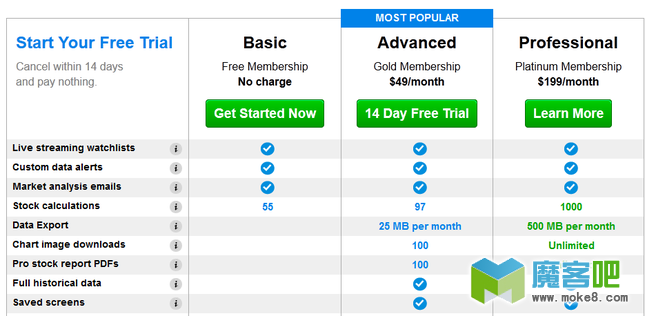 MOST POPULAR
Start Your Free Trial
Cancel within 14 days
and pay nothing.
Basic
Free Membership
No charge
Get Started Now
Advanced
Gold Membership
$49/month
14 Day Free Trial
Professional
Platinum Membership
$199/month
Learn More
Live streaming watchlists i
Custom data alerts i
Market analysis emails i
Stock calculations i 55 97 1000
Data Export i 25 MB per month 500 MB per month
Chart image downloads i 100 Unlimited
Pro stock report PDFs i 100
Full historical data i
Saved screens i
魔客吧
www.moke8.com